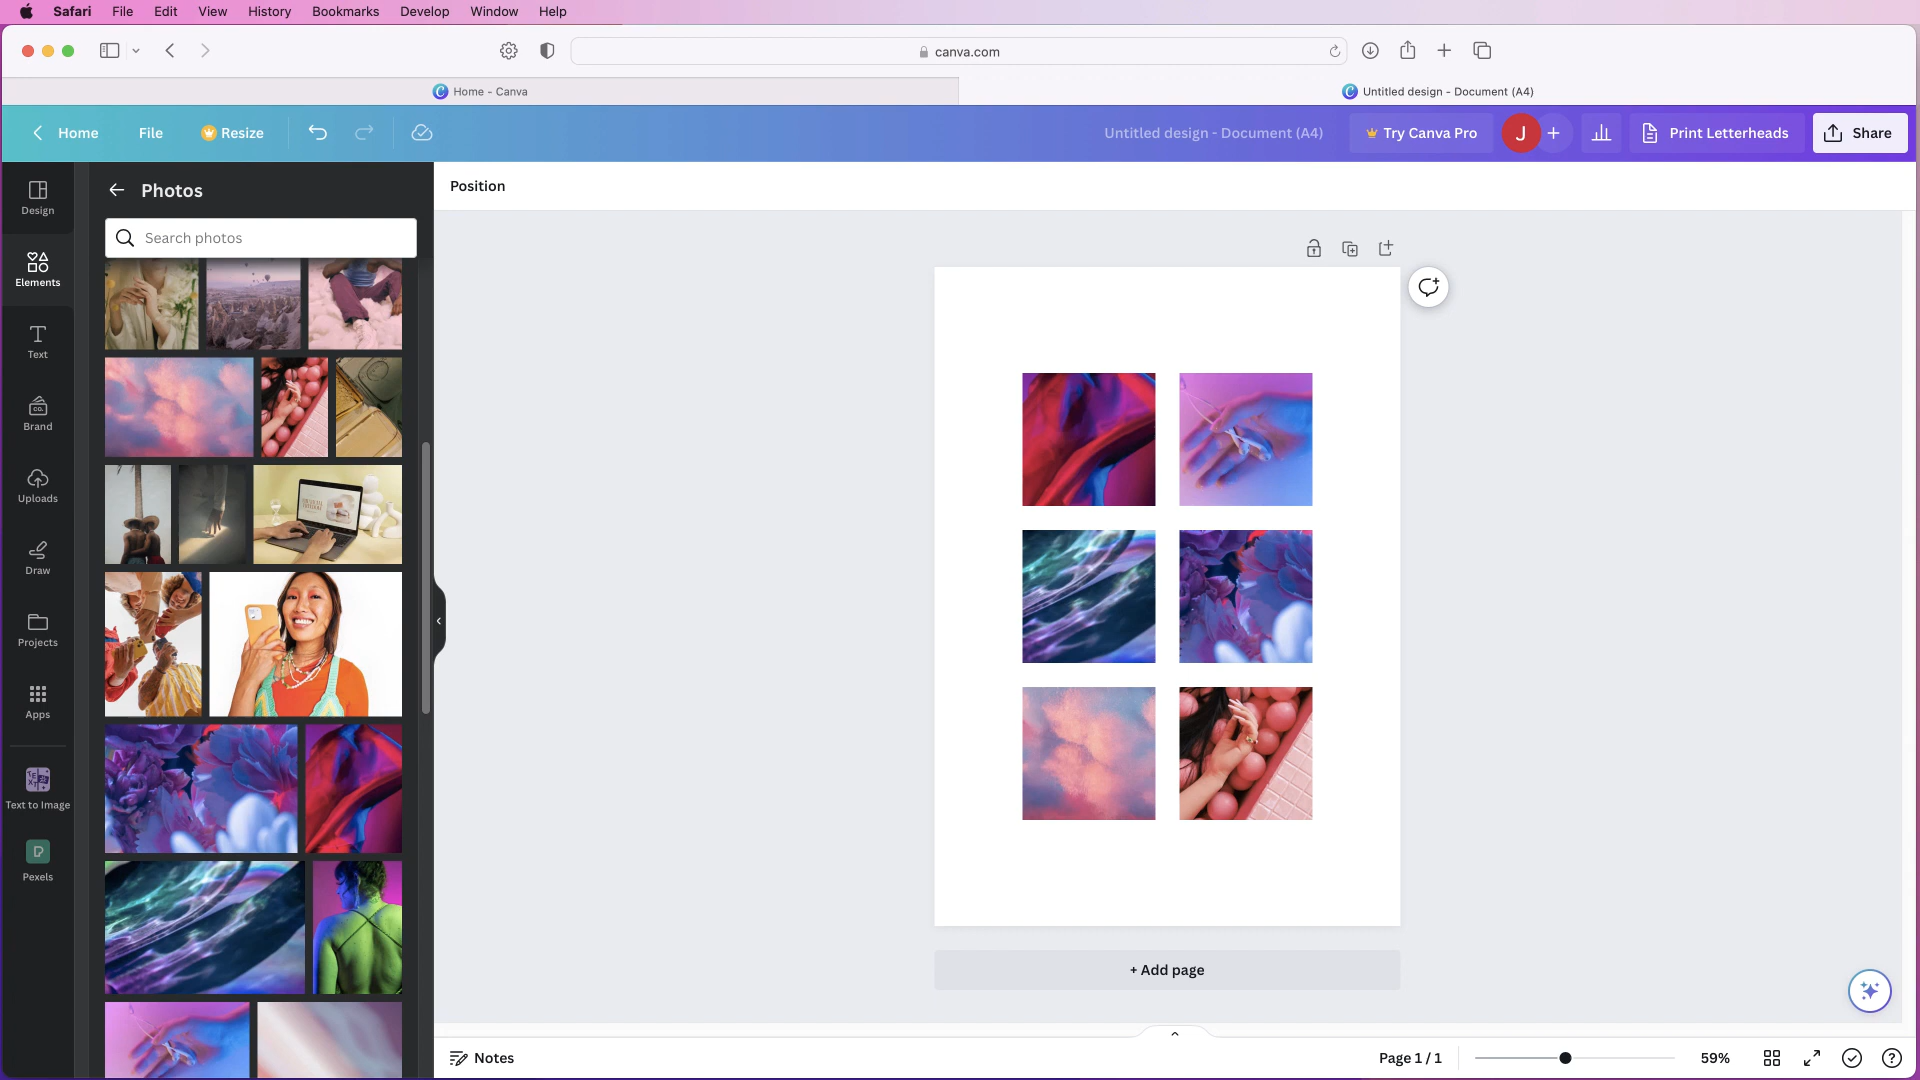 Safari File Edit View History Bookmarks Develop Window Help
canva.com
Home - Canva
Untitled design - Document (A4)
Home File Resize
Untitled design - Document (A4)
Try Canva Pro
J
Print Letterheads
Share
Design
Elements
Text
CO.
Brand
Uploads
Draw
Projects
Apps
Text to Image
Pexels
Photos
Search photos
Position
+ Add page
Notes
Page 1 / 1
59%